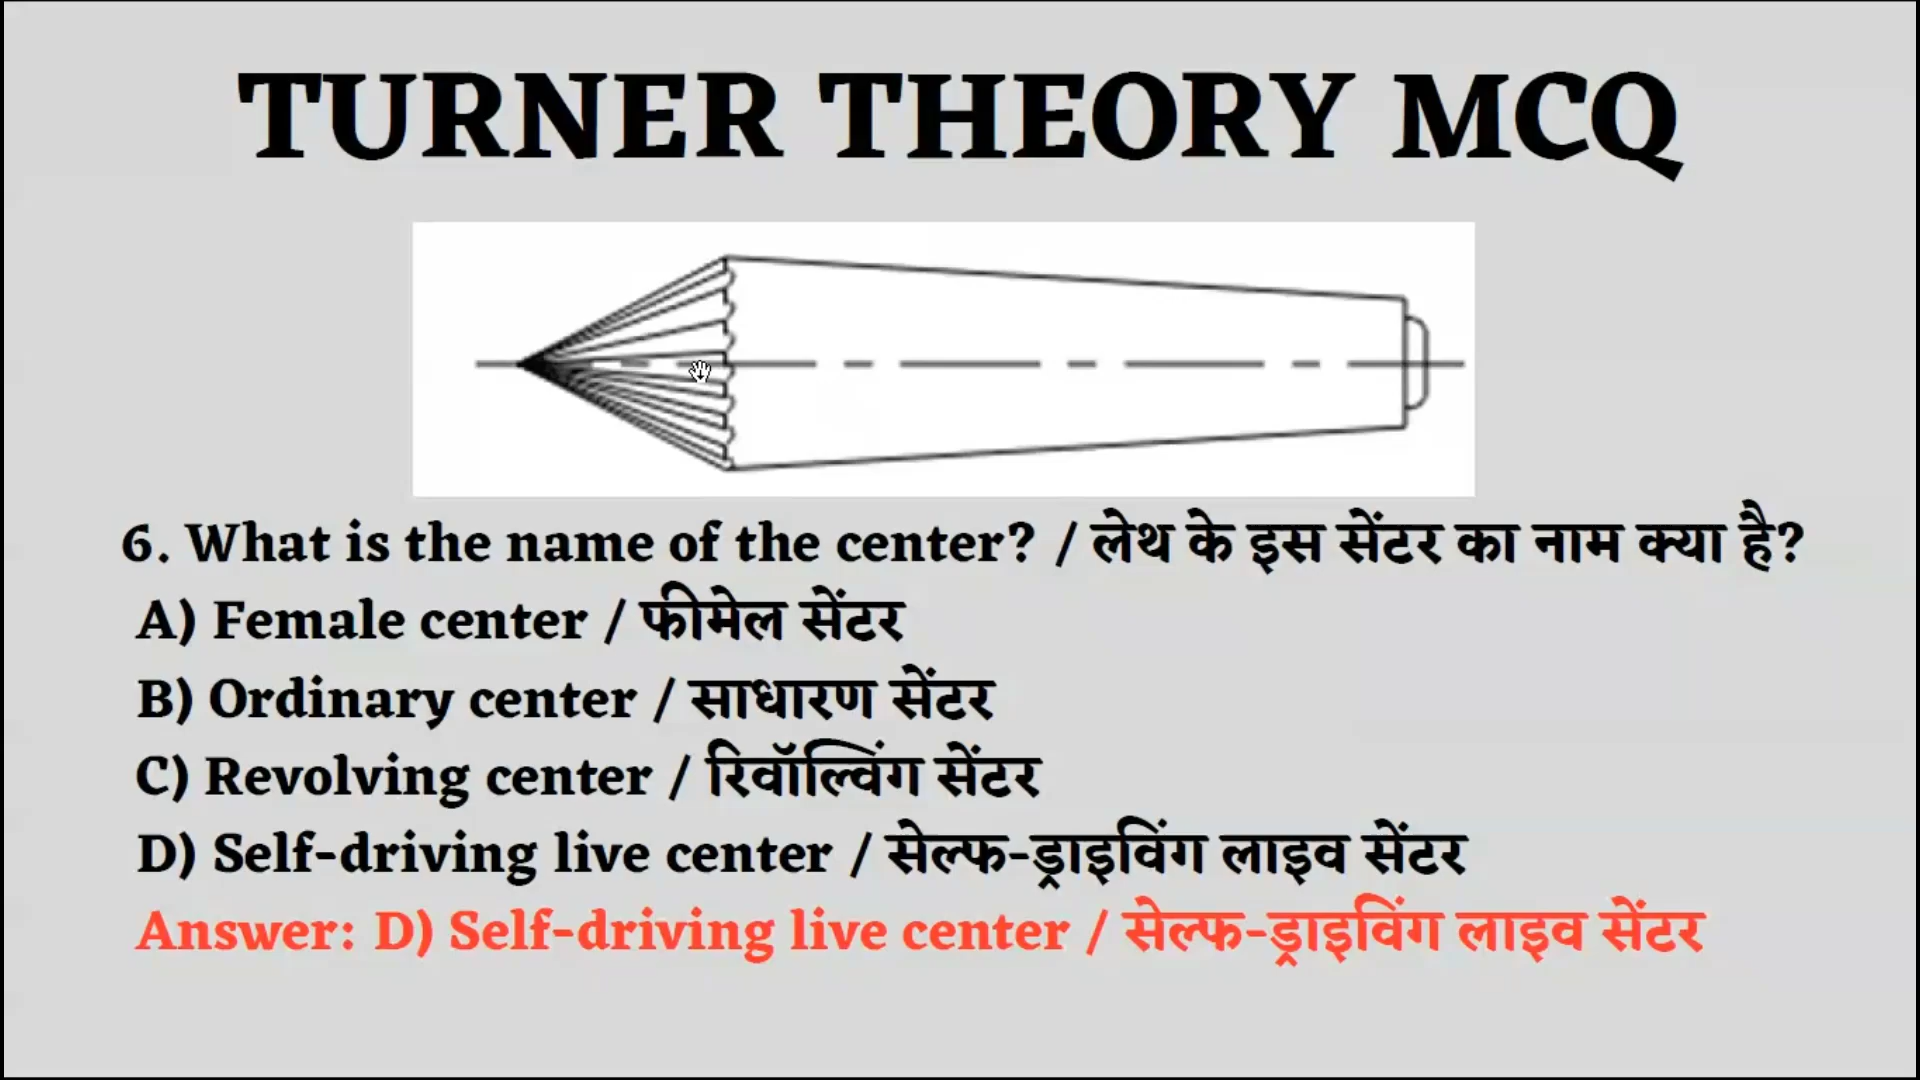 TURNER THEORY MCQ
6. What is the name of the center? / लेथ के इस सेंटर का नाम क्या है?
A) Female center / फीमेल सेंटर
B) Ordinary center / साधारण सेंटर
C) Revolving center / रिवॉल्विंग सेंटर
D) Self-driving live center / सेल्फ-ड्राइविंग लाइव सेंटर
Answer: D) Self-driving live center / सेल्फ-ड्राइविंग लाइव सेंटर